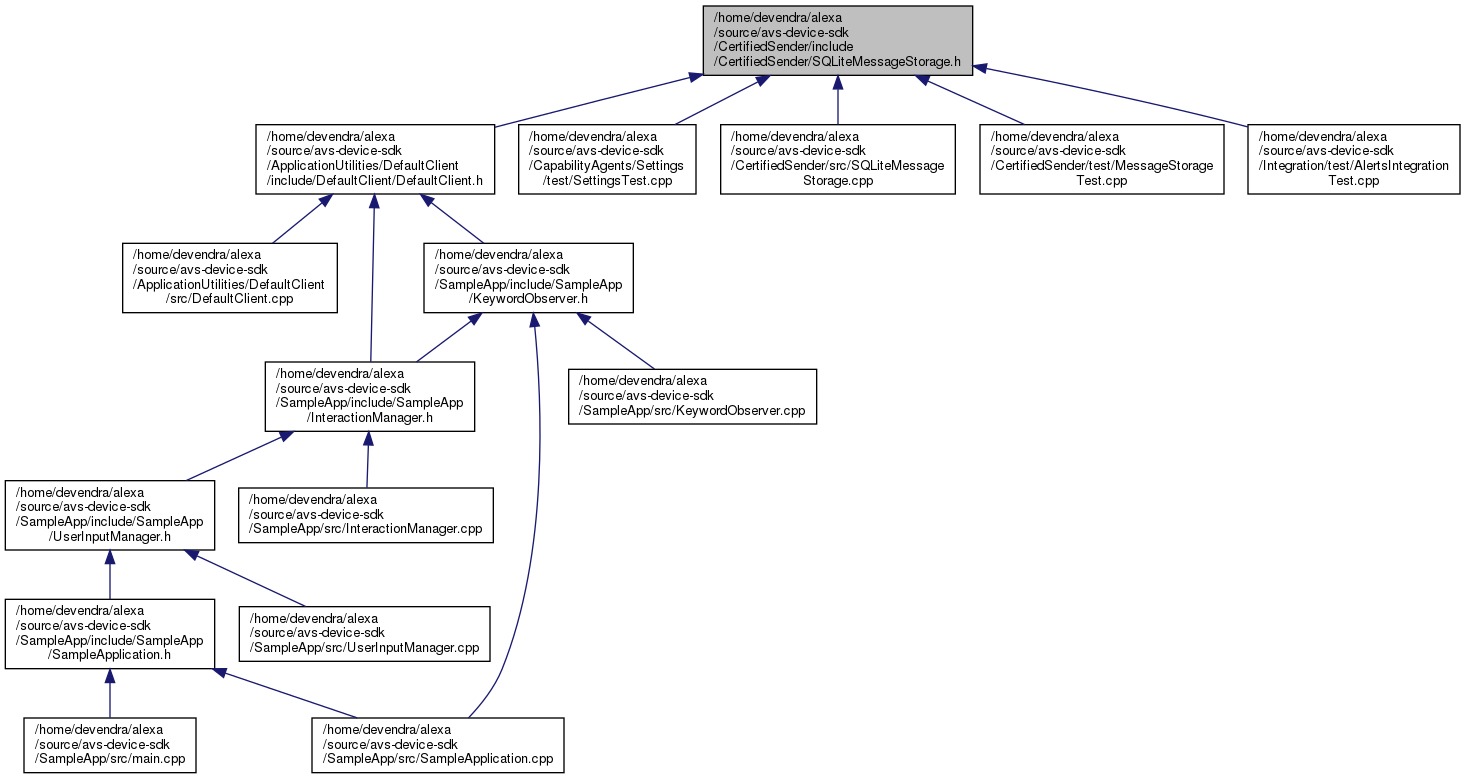 /home/devendra/alexa
/source/avs-device-sdk
/CertifiedSender/include
/CertifiedSender/SQLiteMessageStorage.h
/home/devendra/alexa
/source/avs-device-sdk
/ApplicationUtilities/DefaultClient
/include/DefaultClient/DefaultClient.h
/home/devendra/alexa
/source/avs-device-sdk
/CapabilityAgents/Settings
/test/SettingsTest.cpp
/home/devendra/alexa
/source/avs-device-sdk
/CertifiedSender/src/SQLiteMessage
Storage.cpp
/home/devendra/alexa
/source/avs-device-sdk
/CertifiedSender/test/MessageStorage
Test.cpp
/home/devendra/alexa
/source/avs-device-sdk
/Integration/test/AlertsIntegration
Test.cpp
/home/devendra/alexa
/source/avs-device-sdk
/ApplicationUtilities/DefaultClient
/src/DefaultClient.cpp
/home/devendra/alexa
/source/avs-device-sdk
/SampleApp/include/SampleApp
/KeywordObserver.h
/home/devendra/alexa
/source/avs-device-sdk
/SampleApp/include/SampleApp
/InteractionManager.h
/home/devendra/alexa
/source/avs-device-sdk
/SampleApp/src/KeywordObserver.cpp
/home/devendra/alexa
/source/avs-device-sdk
/SampleApp/include/SampleApp
/UserInputManager.h
/home/devendra/alexa
/source/avs-device-sdk
/SampleApp/src/InteractionManager.cpp
/home/devendra/alexa
/source/avs-device-sdk
/SampleApp/include/SampleApp
/SampleApplication.h
/home/devendra/alexa
/source/avs-device-sdk
/SampleApp/src/UserInputManager.cpp
/home/devendra/alexa
/source/avs-device-sdk
/SampleApp/src/main.cpp
/home/devendra/alexa
/source/avs-device-sdk
/SampleApp/src/SampleApplication.cpp